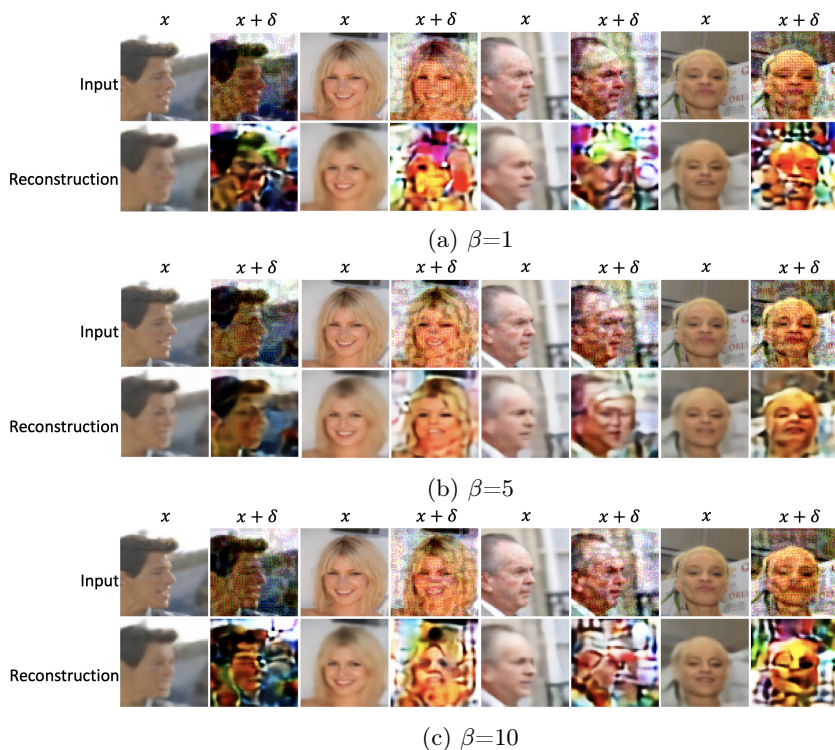 x x + δ x x + δ x x + δ x x + δ
Input
Reconstruction
(a) β=1
x x + δ x x + δ x x + δ x x + δ
Input
Reconstruction
(b) β=5
x x + δ x x + δ x x + δ x x + δ
Input
Reconstruction
(c) β=10